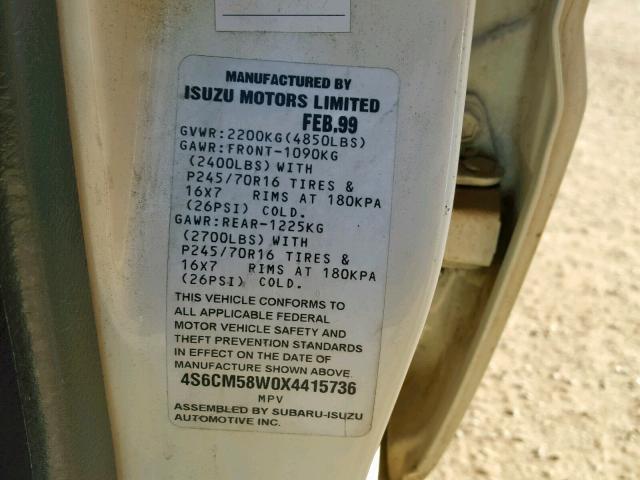 MANUFACTURED BY
ISUZU MOTORS LIMITED
FEB.99
GVWR:2200KG(4850LBS)
GAWR:FRONT-1090KG
(2400LBS) WITH
P245/70R16 TIRES &
16X7 RIMS AT 180KPA
(26PSI) COLD.
GAWR:REAR-1225KG
(2700LBS) WITH
P245/70R16 TIRES &
16X7 RIMS AT 180KPA
(26PSI) COLD.
THIS VEHICLE CONFORMS TO
ALL APPLICABLE FEDERAL
MOTOR VEHICLE SAFETY AND
THEFT PREVENTION STANDARDS
IN EFFECT ON THE DATE OF
MANUFACTURE SHOWN ABOVE.
4S6CM58W0X4415736
MPV
ASSEMBLED BY SUBARU-ISUZU
AUTOMOTIVE INC.